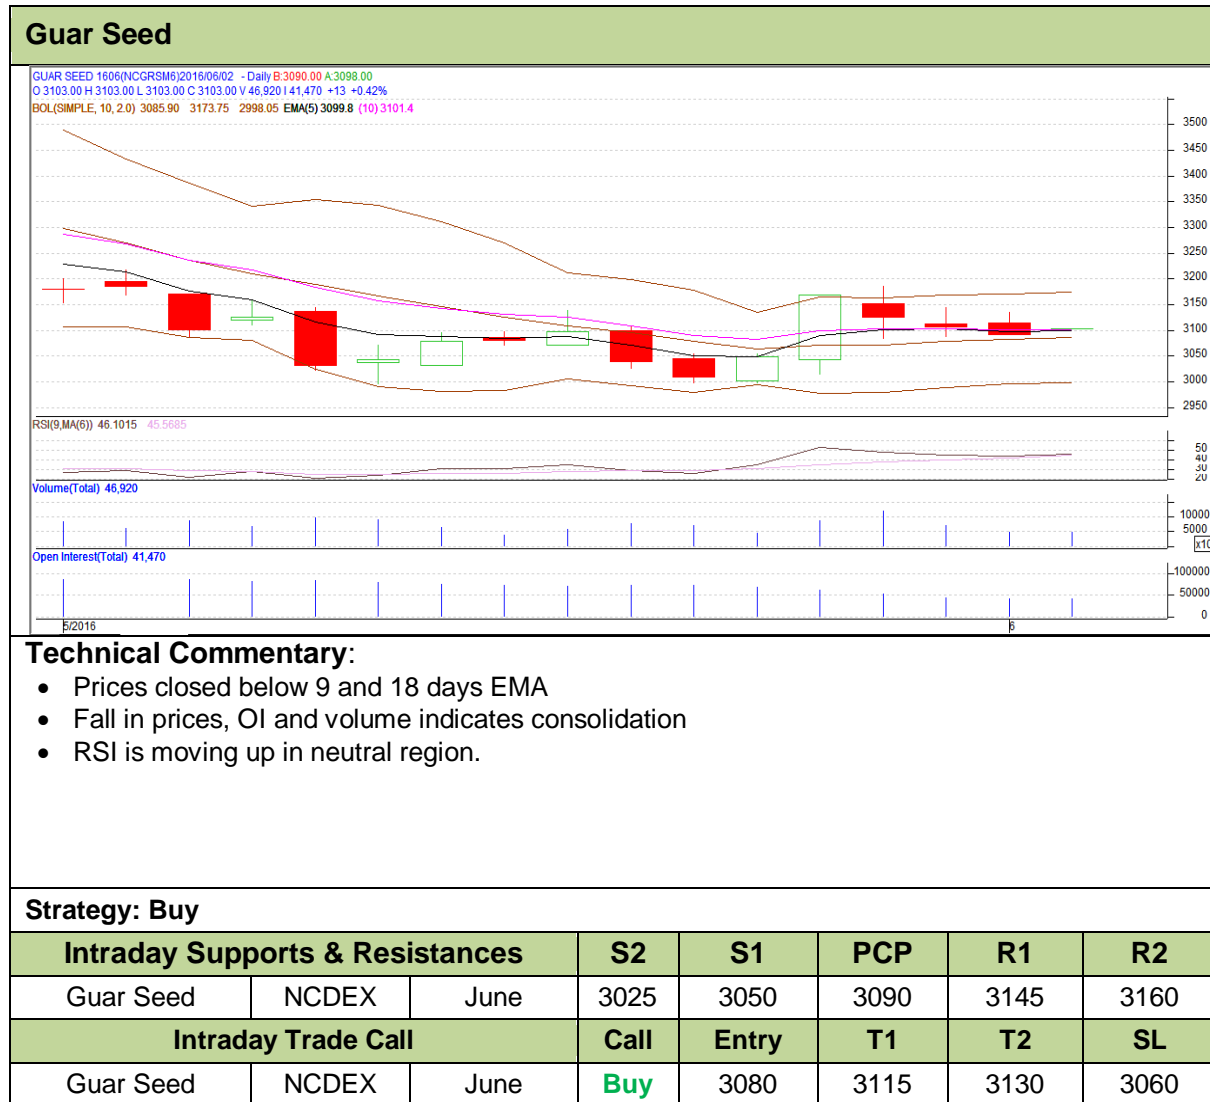 Guar Seed
GUAR SEED 1606(NCGRSM6)2016/06/02 - Daily B:3090.00 A:3098.00
O 3103.00 H 3103.00 L 3103.00 C 3103.00 V 46,920 I 41,470 +13 +0.42%
BOL(SIMPLE, 10, 2.0) 3085.90 3173.75 2998.05 EMA(5) 3099.8 (10) 3101.4
3500
3450
3400
3350
3300
3250
3200
3150
3100
3050
3000
2950
RSI(9,MA(6)) 46.1015 45.5685
50
40
30
20
Volume(Total) 46,920
10000
5000
x10
Open Interest(Total) 41,470
100000
50000
0
5/2016 6
Technical Commentary:
• Prices closed below 9 and 18 days EMA
• Fall in prices, OI and volume indicates consolidation
• RSI is moving up in neutral region.
Strategy: Buy
Intraday Supports & Resistances S2 S1 PCP R1 R2
Guar Seed NCDEX June 3025 3050 3090 3145 3160
Intraday Trade Call Call Entry T1 T2 SL
Guar Seed NCDEX June Buy 3080 3115 3130 3060